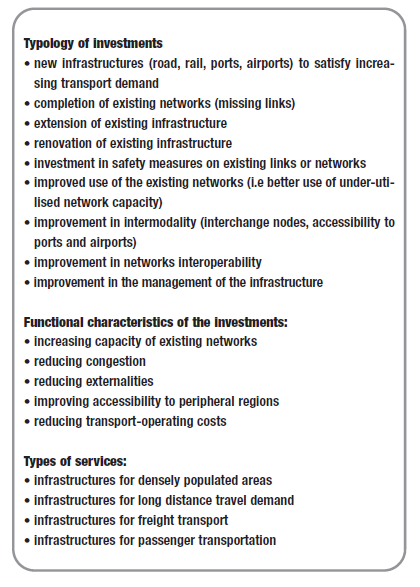 Typology of investments
• new infrastructures (road, rail, ports, airports) to satisfy increa-
sing transport demand
• completion of existing networks (missing links)
• extension of existing infrastructure
• renovation of existing infrastructure
• investment in safety measures on existing links or networks
• improved use of the existing networks (i.e better use of under-uti-
lised network capacity)
• improvement in intermodality (interchange nodes, accessibility to
ports and airports)
• improvement in networks interoperability
• improvement in the management of the infrastructure
Functional characteristics of the investments:
• increasing capacity of existing networks
• reducing congestion
• reducing externalities
• improving accessibility to peripheral regions
• reducing transport-operating costs
Types of services:
• infrastructures for densely populated areas
• infrastructures for long distance travel demand
• infrastructures for freight transport
• infrastructures for passenger transportation